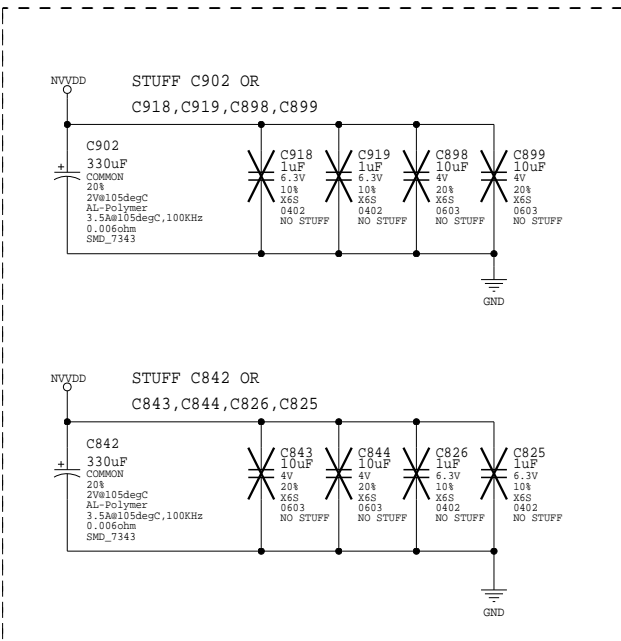 NVVDD
STUFF C902 OR
C918,C919,C898,C899
C902
330uF
COMMON
20%
2V@105degC
AL-Polymer
3.5A@105degC,100KHz
0.006ohm
SMD_7343
+
C918
1uF
6.3V
10%
X6S
0402
NO STUFF
C919
1uF
6.3V
10%
X6S
0402
NO STUFF
C898
10uF
4V
20%
X6S
0603
NO STUFF
C899
10uF
4V
20%
X6S
0603
NO STUFF
GND
NVVDD
STUFF C842 OR
C843,C844,C826,C825
C842
330uF
COMMON
20%
2V@105degC
AL-Polymer
3.5A@105degC,100KHz
0.006ohm
SMD_7343
+
C843
10uF
4V
20%
X6S
0603
NO STUFF
C844
10uF
4V
20%
X6S
0603
NO STUFF
C826
1uF
6.3V
10%
X6S
0402
NO STUFF
C825
1uF
6.3V
10%
X6S
0402
NO STUFF
GND